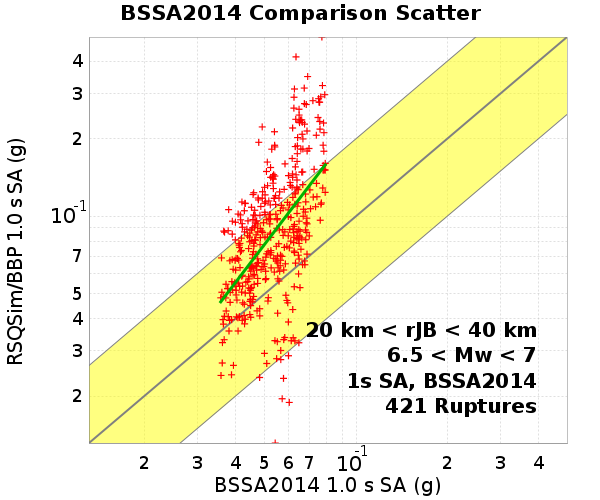 BSSA2014 Comparison Scatter
RSQSim/BBP 1.0 s SA (g)
4
3
2
10-1
7
5
4
3
2
20 km < rJB < 40 km
6.5 < Mw < 7
1s SA, BSSA2014
421 Ruptures
2 3 4 5 6 7 10-1 2 3 4
BSSA2014 1.0 s SA (g)